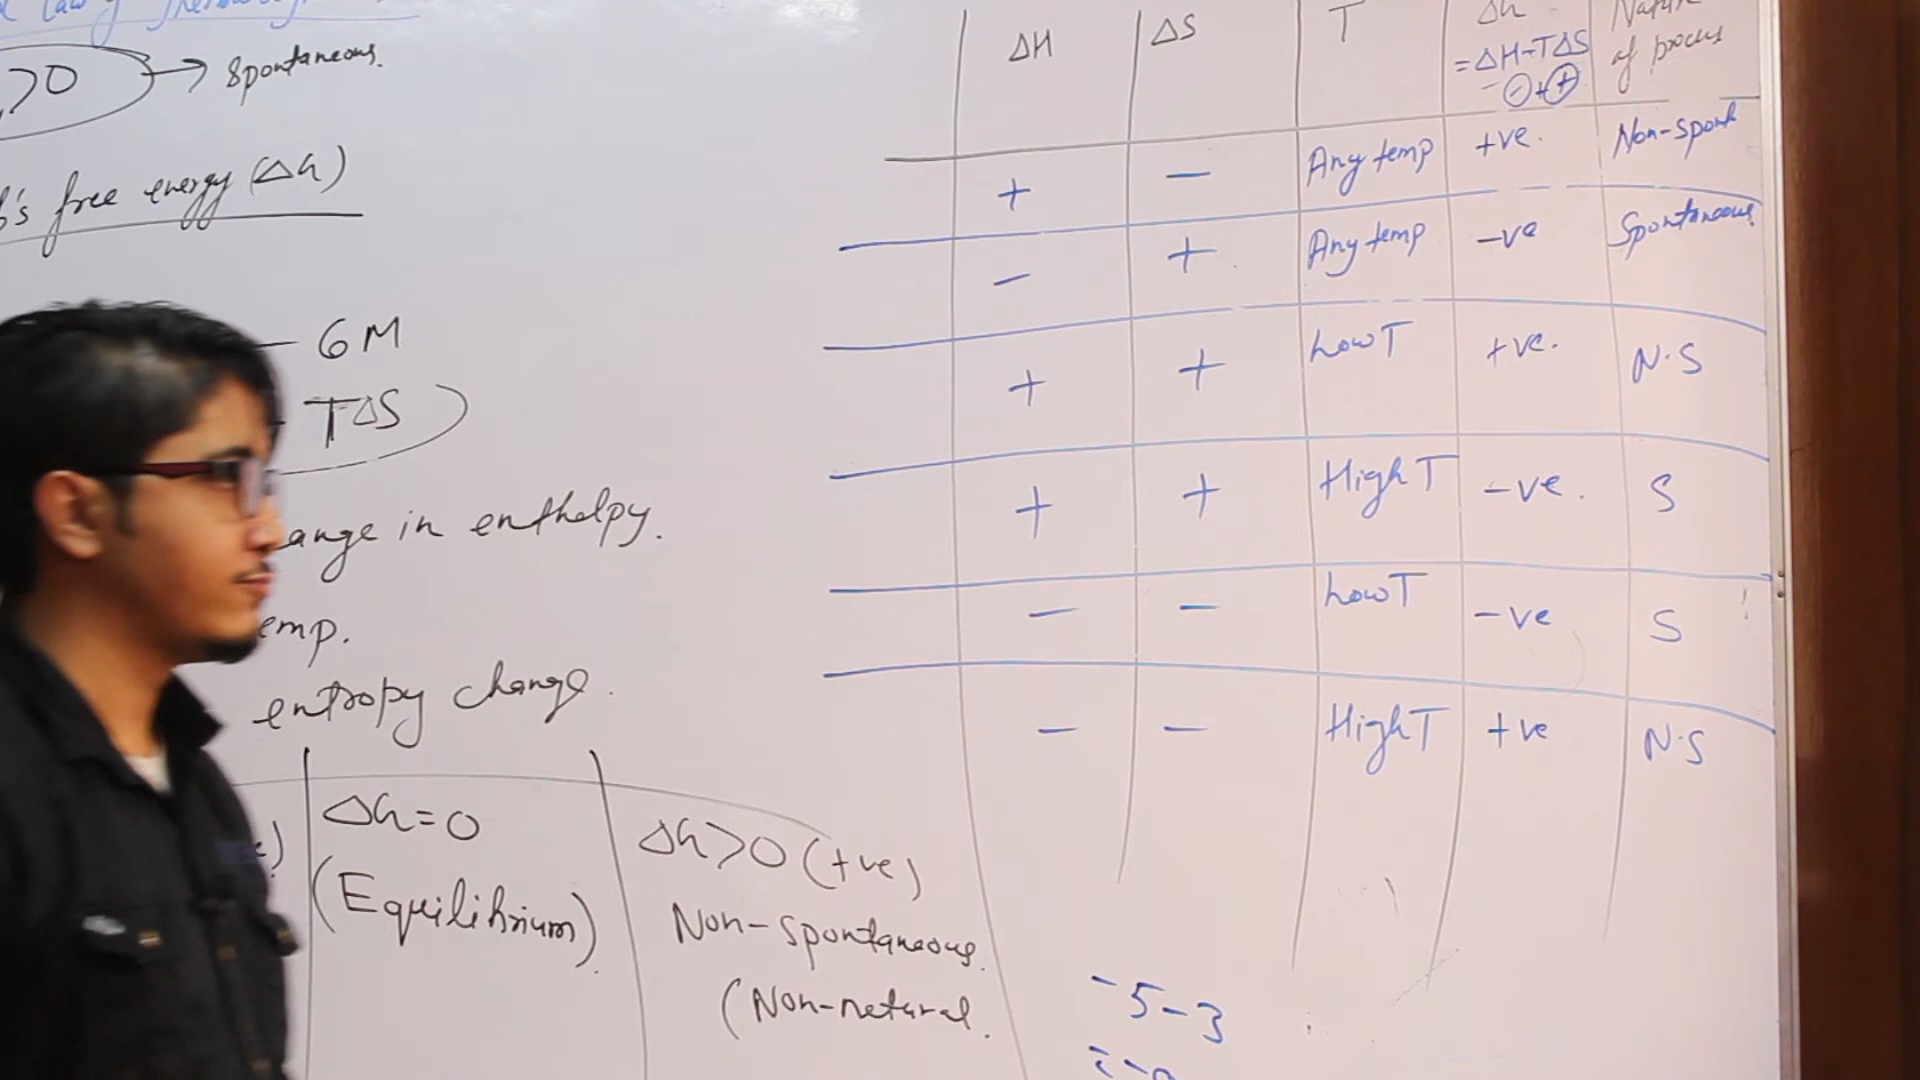 law of
>0 → Spontaneous.
b's free energy (ΔG)
- GM
- TΔS
ange in enthalpy.
emp.
entropy change.
e)
ΔG=0
(Equilibrium).
ΔG>0 (+ve)
Non-spontaneous.
(Non-natural.
ΔH ΔS T ΔG Nature
=ΔH-TΔS of process
- + +
+ - Any temp +ve. Non-spont
- + Any temp -ve Spontaneous.
+ + Low T +ve. N.S
+ + High T -ve. S
- - Low T -ve S
- - High T +ve N.S
-5-3